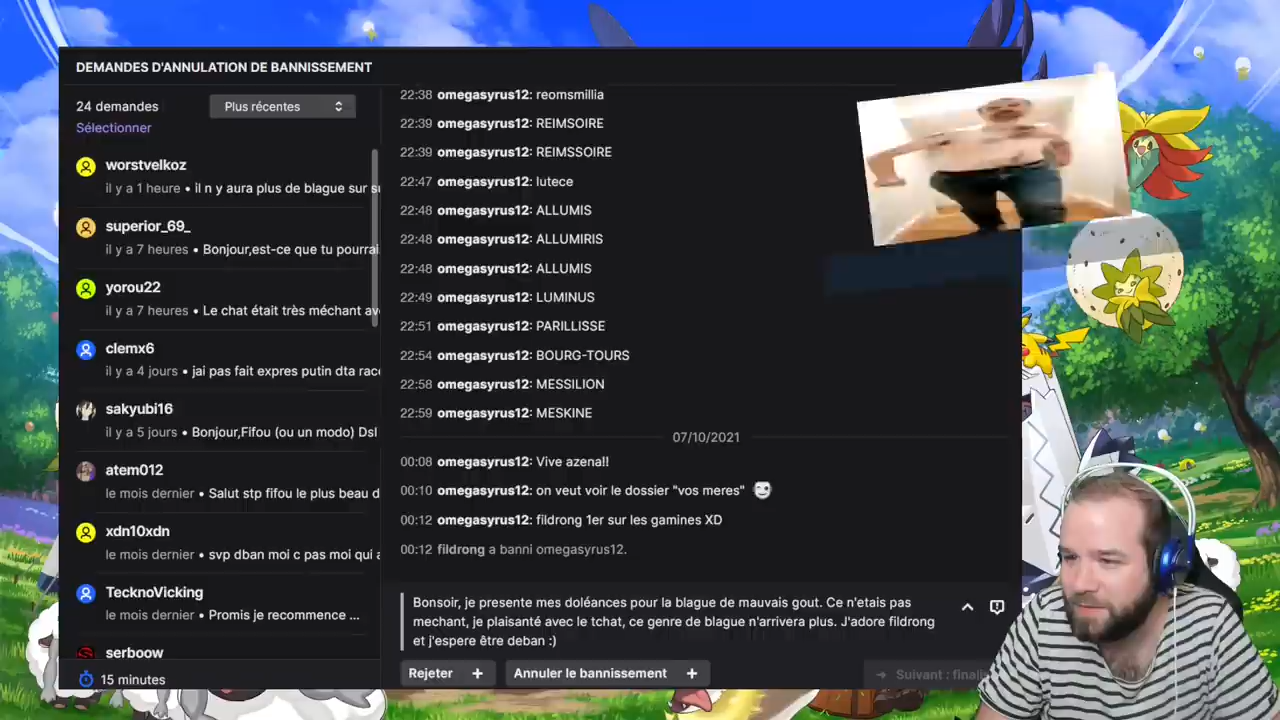 DEMANDES D'ANNULATION DE BANNISSEMENT
24 demandes
Plus récentes
Sélectionner
worstvelkoz
il y a 1 heure • il n y aura plus de blague sur su
superior_69_
il y a 7 heures • Bonjour,est-ce que tu pourrai
yorou22
il y a 7 heures • Le chat était très méchant av
clemx6
il y a 4 jours • jai pas fait expres putin dta race
sakyubi16
il y a 5 jours • Bonjour,Fifou (ou un modo) Dsl
atem012
le mois dernier • Salut stp fifou le plus beau d
xdn10xdn
le mois dernier • svp dban moi c pas moi qui a
TecknoVicking
le mois dernier • Promis je recommence ...
serboow
15 minutes
22:38 omegasyrus12: reomsmillia
22:39 omegasyrus12: REIMSOIRE
22:39 omegasyrus12: REIMSSOIRE
22:47 omegasyrus12: lutece
22:48 omegasyrus12: ALLUMIS
22:48 omegasyrus12: ALLUMIRIS
22:48 omegasyrus12: ALLUMIS
22:49 omegasyrus12: LUMINUS
22:51 omegasyrus12: PARILLISSE
22:54 omegasyrus12: BOURG-TOURS
22:58 omegasyrus12: MESSILION
22:59 omegasyrus12: MESKINE
07/10/2021
00:08 omegasyrus12: Vive azena!!
00:10 omegasyrus12: on veut voir le dossier "vos meres"
00:12 omegasyrus12: fildrong 1er sur les gamines XD
00:12 fildrong a banni omegasyrus12.
Bonsoir, je presente mes doléances pour la blague de mauvais gout. Ce n'etais pas
mechant, je plaisanté avec le tchat, ce genre de blague n'arrivera plus. J'adore fildrong
et j'espere être deban :)
Rejeter +
Annuler le bannissement +
→ Suivant : finali